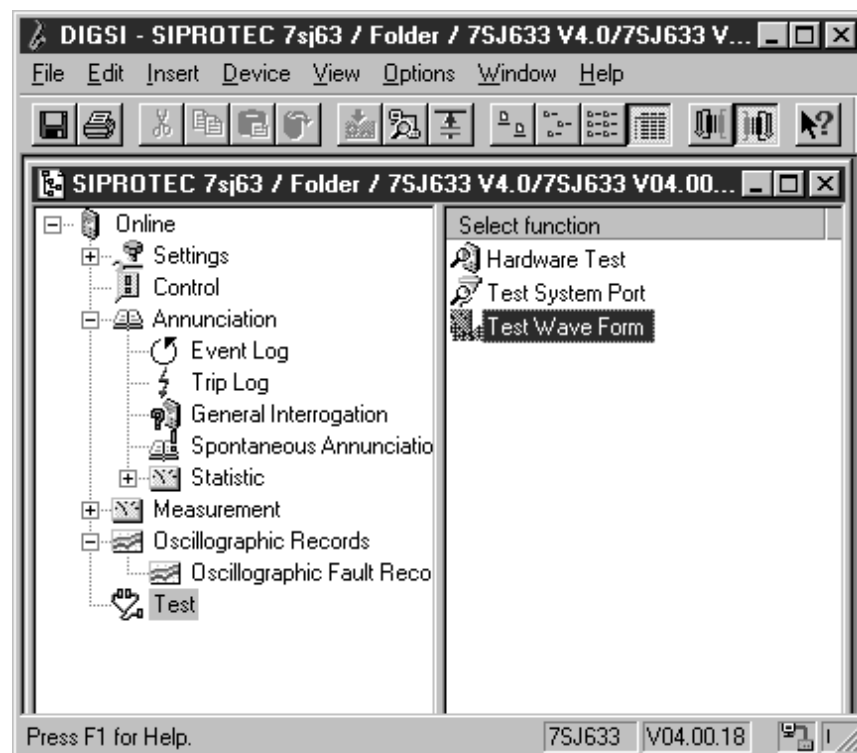 DIGSI - SIPROTEC 7sj63 / Folder / 7SJ633 V4.0/7SJ633 V...
File Edit Insert Device View Options Window Help
SIPROTEC 7sj63 / Folder / 7SJ633 V4.0/7SJ633 V04.00...
Online
Settings
Control
Annunciation
Event Log
Trip Log
General Interrogation
Spontaneous Annunciatio
Statistic
Measurement
Oscillographic Records
Oscillographic Fault Reco
Test
Select function
Hardware Test
Test System Port
Test Wave Form
Press F1 for Help.
7SJ633 V04.00.18